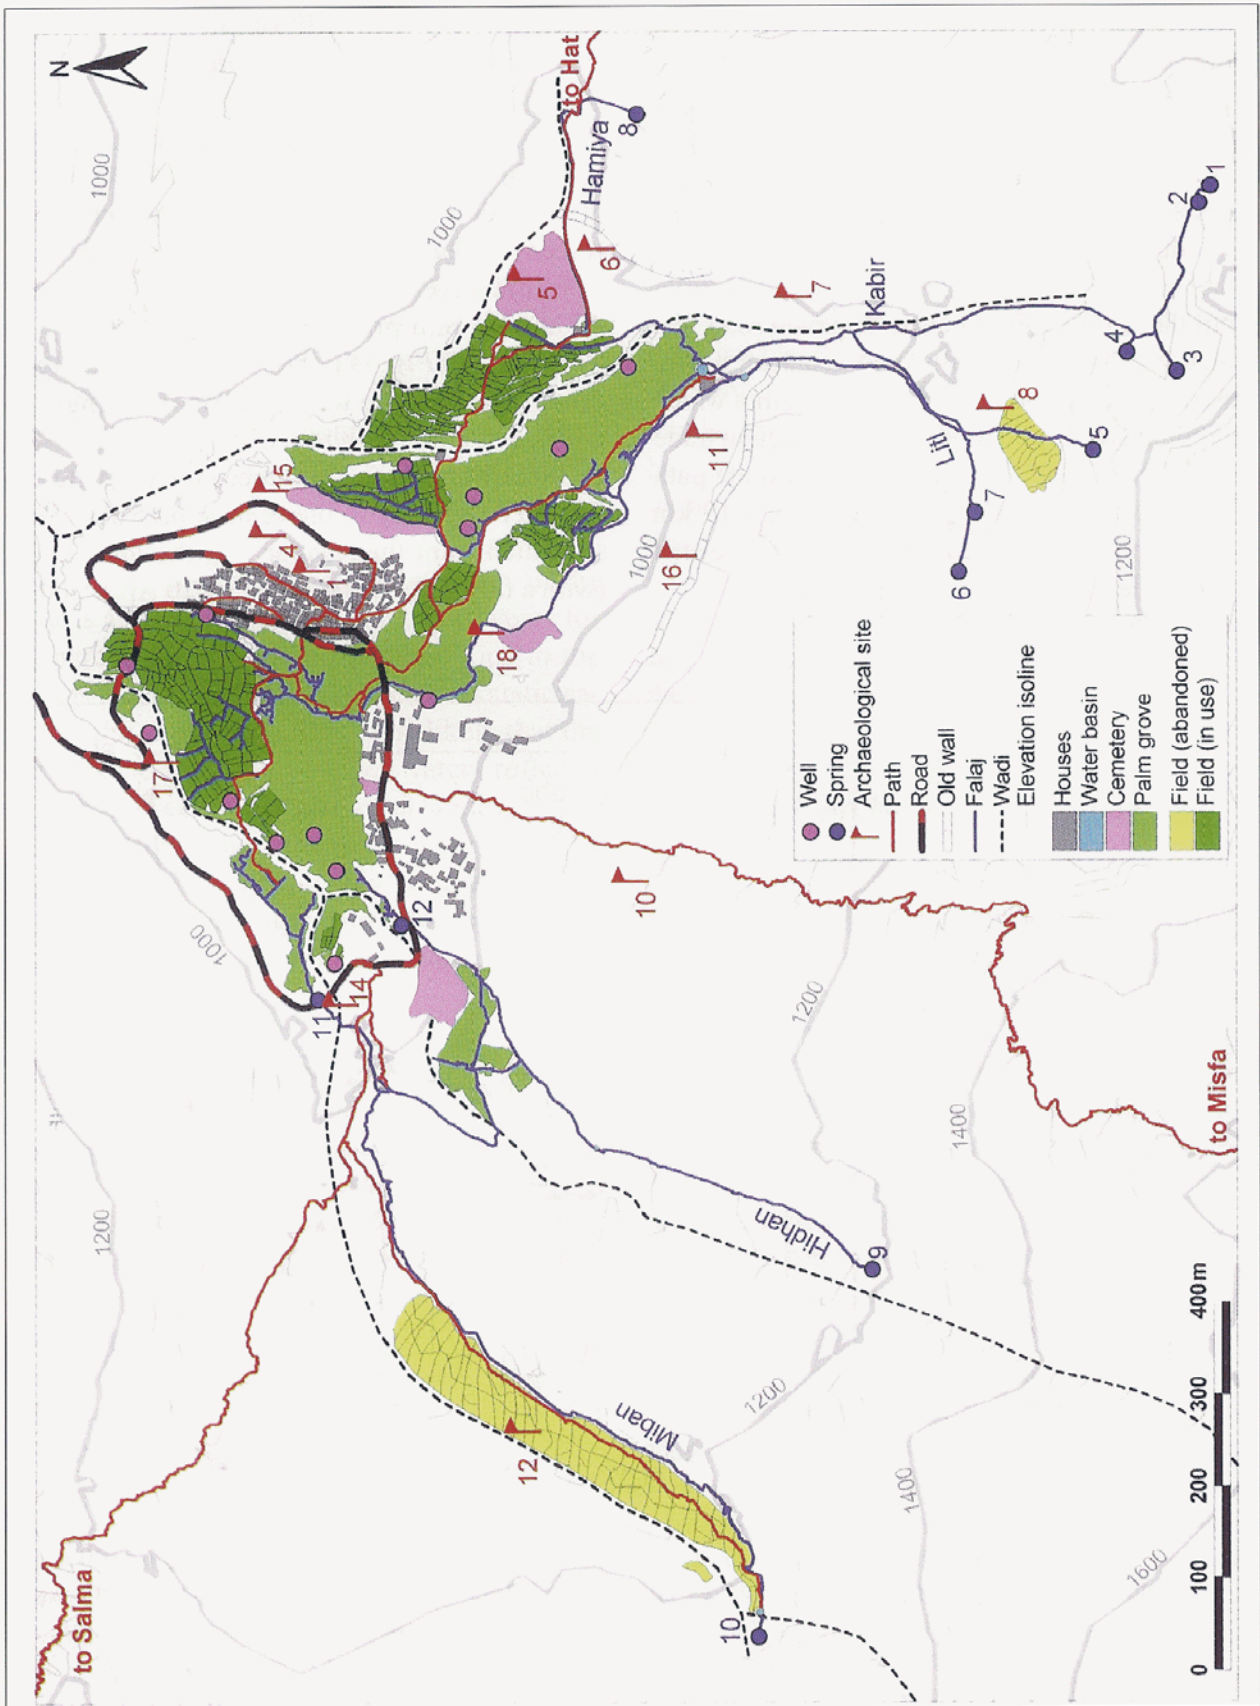 N
to Salma
1000
1200
17
1000
15
4
11
1
14
12
1000
18
12
5
to Hat
Hamiya
6
8
1000
10
Miban
16
11
10
1200
Hidhan
1200
7
Well
Spring
Archaeological site
Path
Road
Old wall
Falaj
Wadi
Elevation isoline
Houses
Water basin
Cemetery
Palm grove
Field (abandoned)
Field (in use)
Kabir
9
1400
Litl
1400
6
7
8
5
4
1200
1600
2
3
1
to Misfa
0 100 200 300 400 m